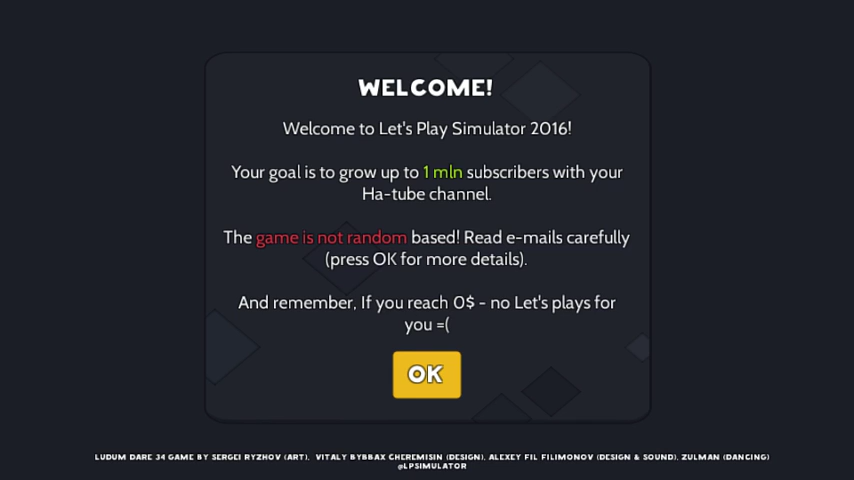 WELCOME!
Welcome to Let's Play Simulator 2016!
Your goal is to grow up to 1 mln subscribers with your
Ha-tube channel.
The game is not random based! Read e-mails carefully
(press OK for more details).
And remember, If you reach 0$ - no Let's plays for
you =(
OK
LUDUM DARE 34 GAME BY SERGEI RYZHOV (ART), VITALY BYBBAX CHEREMISIN (DESIGN), ALEXEY FIL FILIMONOV (DESIGN & SOUND), ZULMAN (DANCING)
@LPSIMULATOR